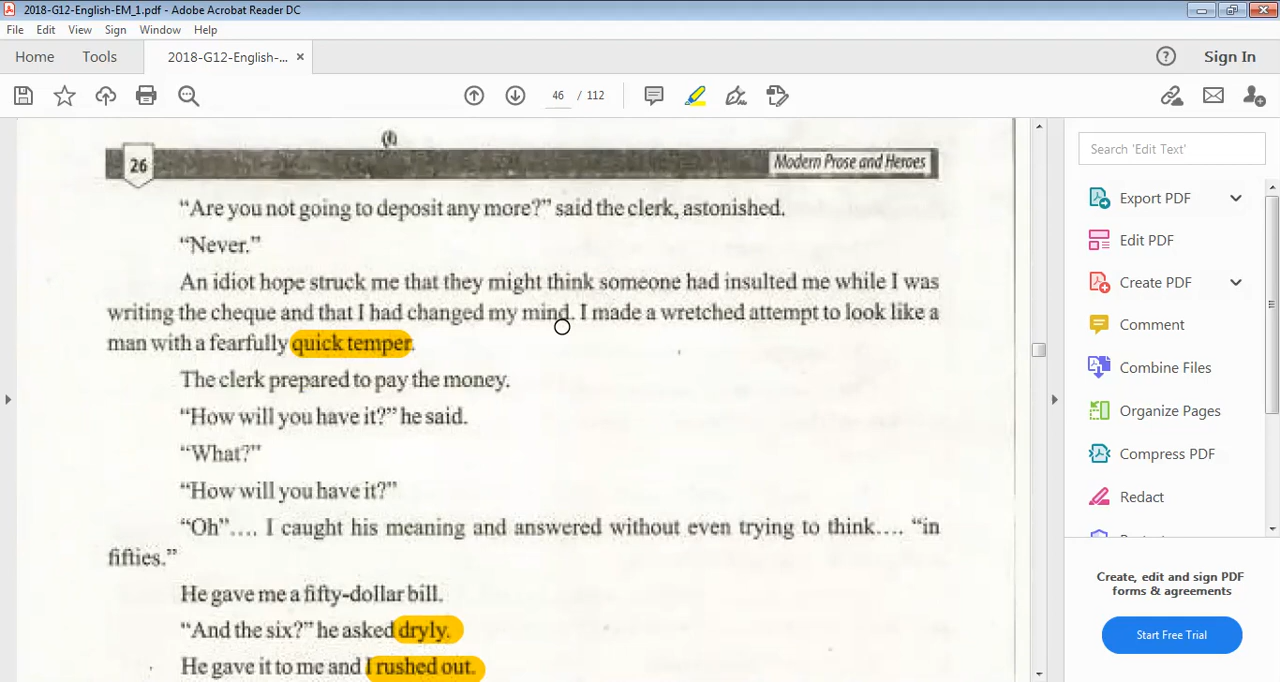 2018-G12-English-EM_1.pdf - Adobe Acrobat Reader DC
File Edit View Sign Window Help
Home Tools 2018-G12-English-... ×
? Sign In
46 / 112
26 Modern Prose and Heroes
“Are you not going to deposit any more?” said the clerk, astonished.
“Never.”
An idiot hope struck me that they might think someone had insulted me while I was
writing the cheque and that I had changed my mind. I made a wretched attempt to look like a
man with a fearfully quick temper.
The clerk prepared to pay the money.
“How will you have it?” he said.
“What?”
“How will you have it?”
“Oh”.... I caught his meaning and answered without even trying to think.... “in
fifties.”
He gave me a fifty-dollar bill.
“And the six?” he asked dryly.
He gave it to me and I rushed out.
Search 'Edit Text'
Export PDF
Edit PDF
Create PDF
Comment
Combine Files
Organize Pages
Compress PDF
Redact
Create, edit and sign PDF
forms & agreements
Start Free Trial